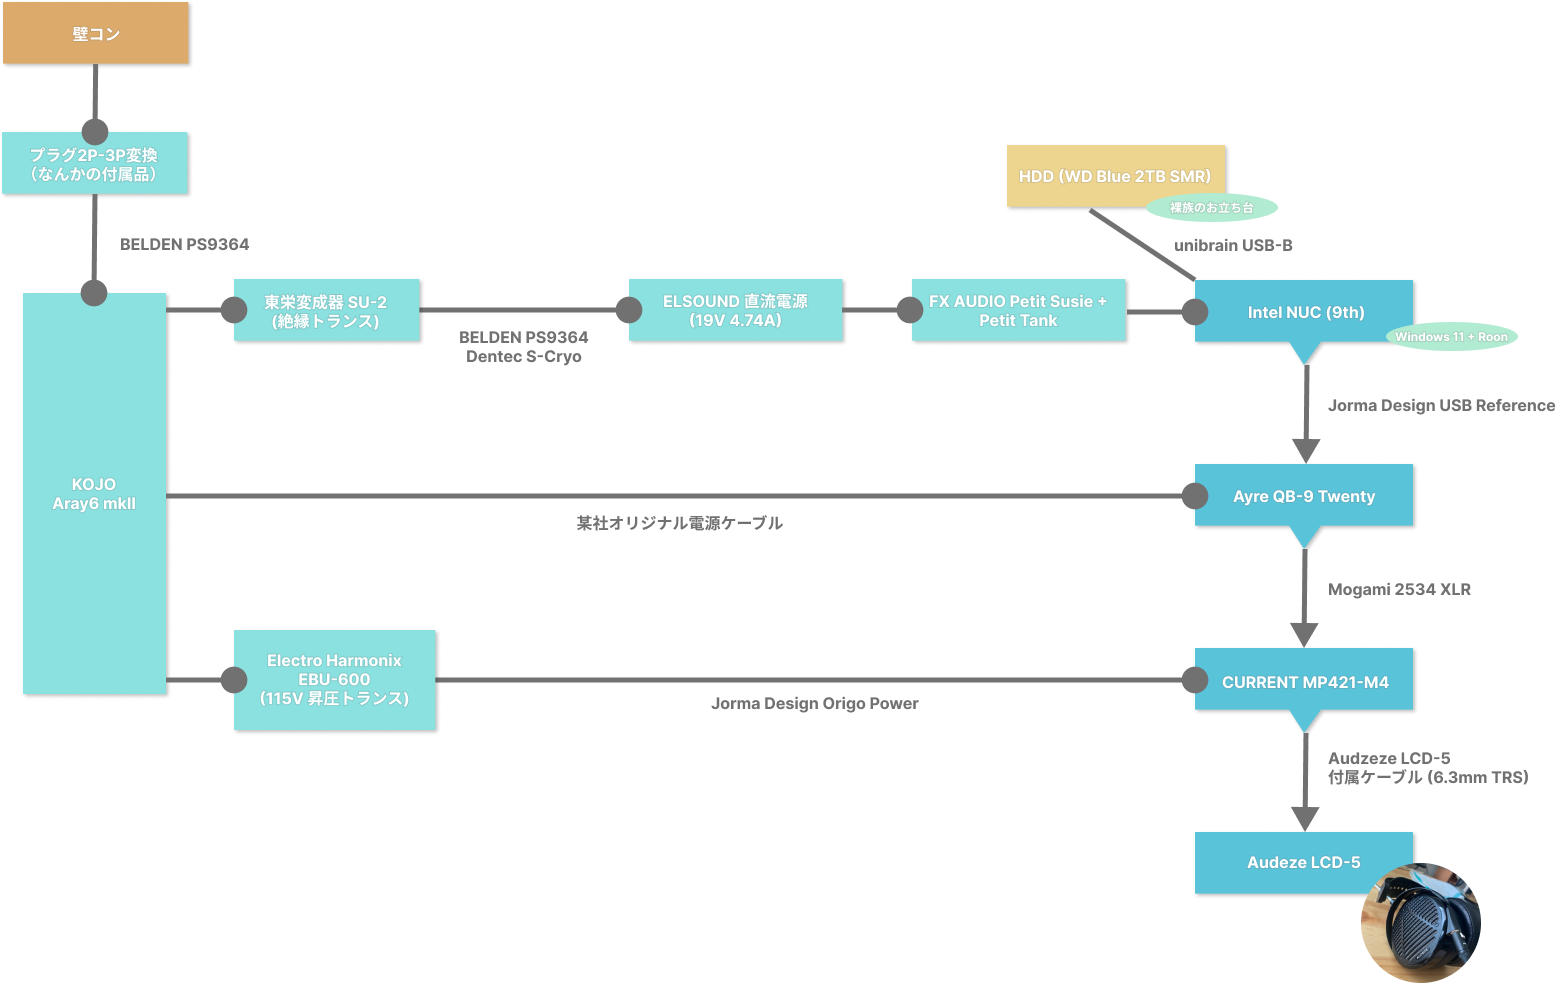 壁コン
プラグ2P-3P変換
（なんかの付属品）
BELDEN PS9364
HDD (WD Blue 2TB SMR)
裸族のお立ち台
unibrain USB-B
東栄変成器 SU-2
(絶縁トランス)
BELDEN PS9364
Dentec S-Cryo
ELSOUND 直流電源
(19V 4.74A)
FX AUDIO Petit Susie +
Petit Tank
Intel NUC (9th)
Windows 11 + Roon
Jorma Design USB Reference
KOJO
Aray6 mkII
某社オリジナル電源ケーブル
Ayre QB-9 Twenty
Mogami 2534 XLR
Electro Harmonix
EBU-600
(115V 昇圧トランス)
Jorma Design Origo Power
CURRENT MP421-M4
Audzeze LCD-5
付属ケーブル (6.3mm TRS)
Audeze LCD-5